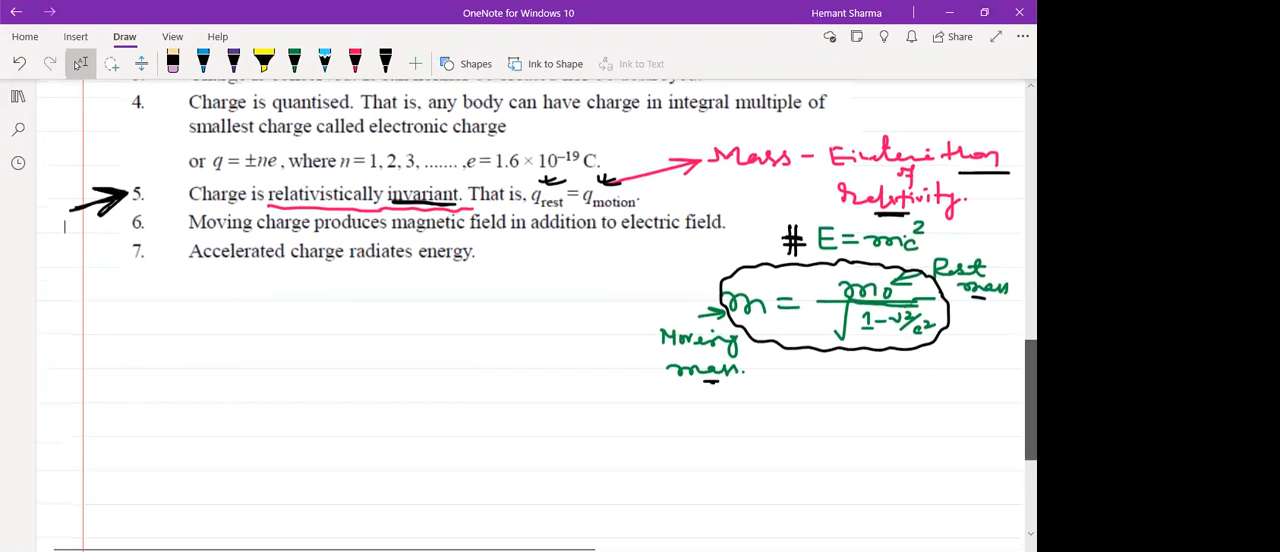 OneNote for Windows 10
Hemant Sharma
Home Insert Draw View Help
Share
Shapes
Ink to Shape
Ink to Text
4. Charge is quantised. That is, any body can have charge in integral multiple of
smallest charge called electronic charge
or q = ±ne, where n = 1, 2, 3, ......., e = 1.6 × 10⁻¹⁹ C.
5. Charge is relativistically invariant. That is, q_rest = q_motion.
6. Moving charge produces magnetic field in addition to electric field.
7. Accelerated charge radiates energy.
Mass –
of
Relativity.
# E = mc²
m = m₀ / √(1 – v²/c²)
Rest
mass
Moving
mass.